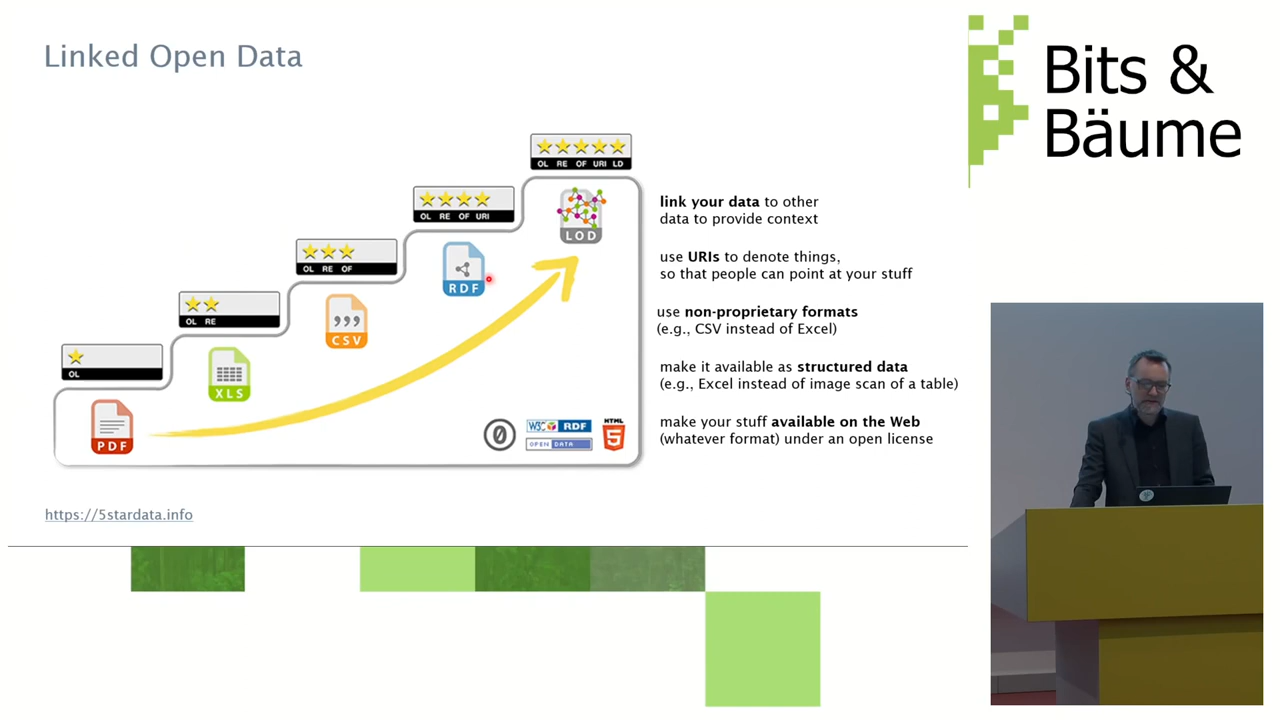 Linked Open Data
Bits &
Bäume
OL RE OF URI LD
OL RE OF URI
OL RE OF
OL RE
OL
LOD
RDF
CSV
XLS
PDF
link your data to other
data to provide context
use URIs to denote things,
so that people can point at your stuff
use non-proprietary formats
(e.g., CSV instead of Excel)
make it available as structured data
(e.g., Excel instead of image scan of a table)
make your stuff available on the Web
(whatever format) under an open license
0
W3C RDF
OPEN DATA
HTML
5
https://5stardata.info